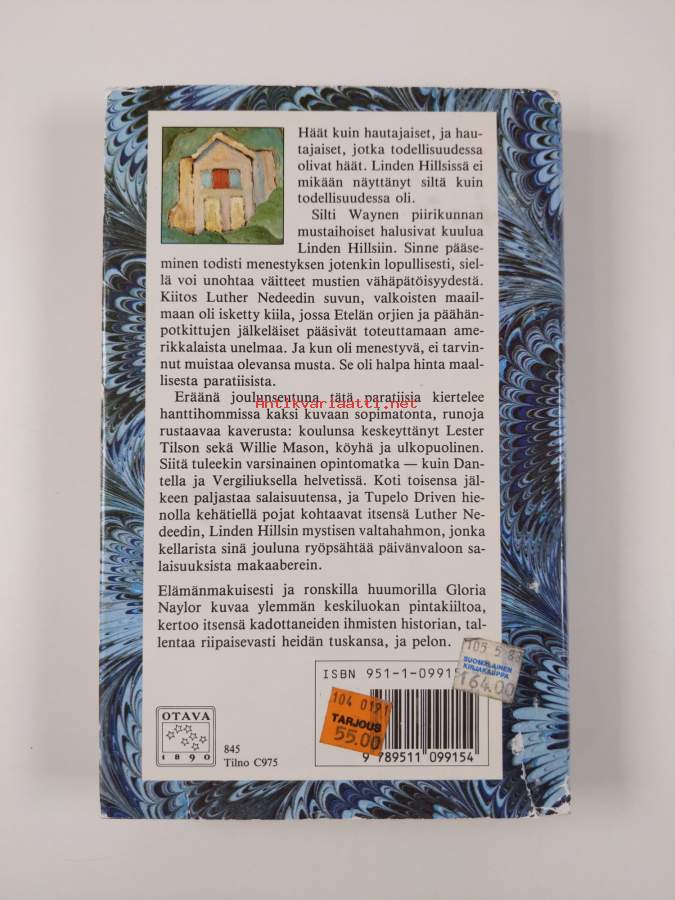 Häät kuin hautajaiset, ja hau-
tajaiset, jotka todellisuudessa
olivat häät. Linden Hillsissä ei
mikään näyttänyt siltä kuin
todellisuudessa oli.
Silti Waynen piirikunnan
mustaihoiset halusivat kuulua
Linden Hillsiin. Sinne pääse-
minen todisti menestyksen jotenkin lopullisesti, siel-
lä voi unohtaa väitteet mustien vähäpätöisyydestä.
Kiitos Luther Nedeedin suvun, valkoisten maail-
maan oli isketty kiila, jossa Etelän orjien ja päähän-
potkittujen jälkeläiset pääsivät toteuttamaan ame-
rikkalaista unelmaa. Ja kun oli menestyvä, ei tarvin-
nut muistaa olevansa musta. Se oli halpa hinta maal-
lisesta paratiisista.
Eräänä joulunseutuna tätä paratiisia kiertelee
Antikvariaatti.net
hanttihommissa kaksi kuvaan sopimatonta, runoja
rustaavaa kaverusta: koulunsa keskeyttänyt Lester
Tilson sekä Willie Mason, köyhä ja ulkopuolinen.
Siitä tuleekin varsinainen opintomatka — kuin Dan-
tella ja Vergiliuksella helvetissä. Koti toisensa jäl-
keen paljastaa salaisuutensa, ja Tupelo Driven hie-
nolla kehätiellä pojat kohtaavat itsensä Luther Ne-
deedin, Linden Hillsin mystisen valtahahmon, jonka
kellarista sinä jouluna ryöpsähtää päivänvaloon sa-
laisuuksista makaaberein.
Elämänmakuisesti ja ronskilla huumorilla Gloria
Naylor kuvaa ylemmän keskiluokan pintakiiltoa,
kertoo itsensä kadottaneiden ihmisten historian, tal-
lentaa riipaisevasti heidän tuskansa, ja pelon.
105 5 8
SUOMALAINEN
KIRJAKAUPPA
164.00
ISBN 951-1-0991
104 0191
TARJOUS
55.00
OTAVA
1890
845
Tilno C975
9 789511 099154